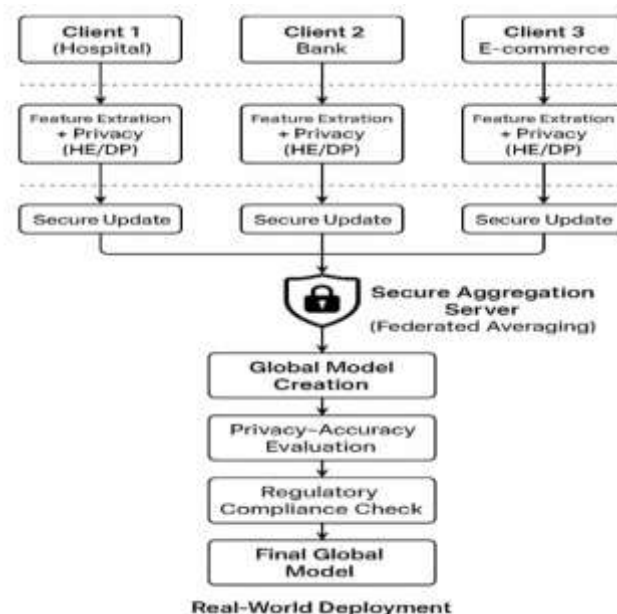 Client 1
(Hospital)
Client 2
Bank
Client 3
E-commerce
Feature Extration
+ Privacy
(HE/DP)
Feature Extration
+ Privacy
(HE/DP)
Feature Extration
+ Privacy
(HE/DP)
Secure Update
Secure Update
Secure Update
Secure Aggregation
Server
(Federated Averaging)
Global Model
Creation
Privacy-Accuracy
Evaluation
Regulatory
Compliance Check
Final Global
Model
Real-World Deployment